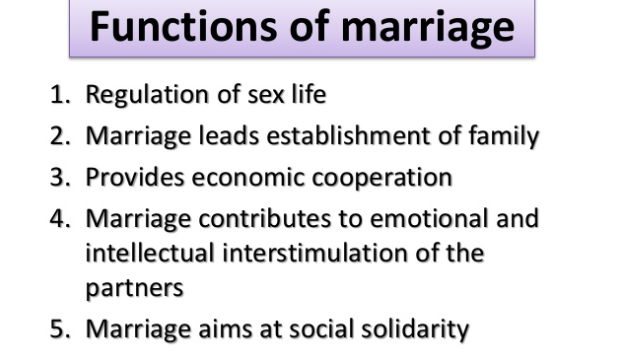 Functions of marriage
1. Regulation of sex life
2. Marriage leads establishment of family
3. Provides economic cooperation
4. Marriage contributes to emotional and
intellectual interstimulation of the
partners
5. Marriage aims at social solidarity